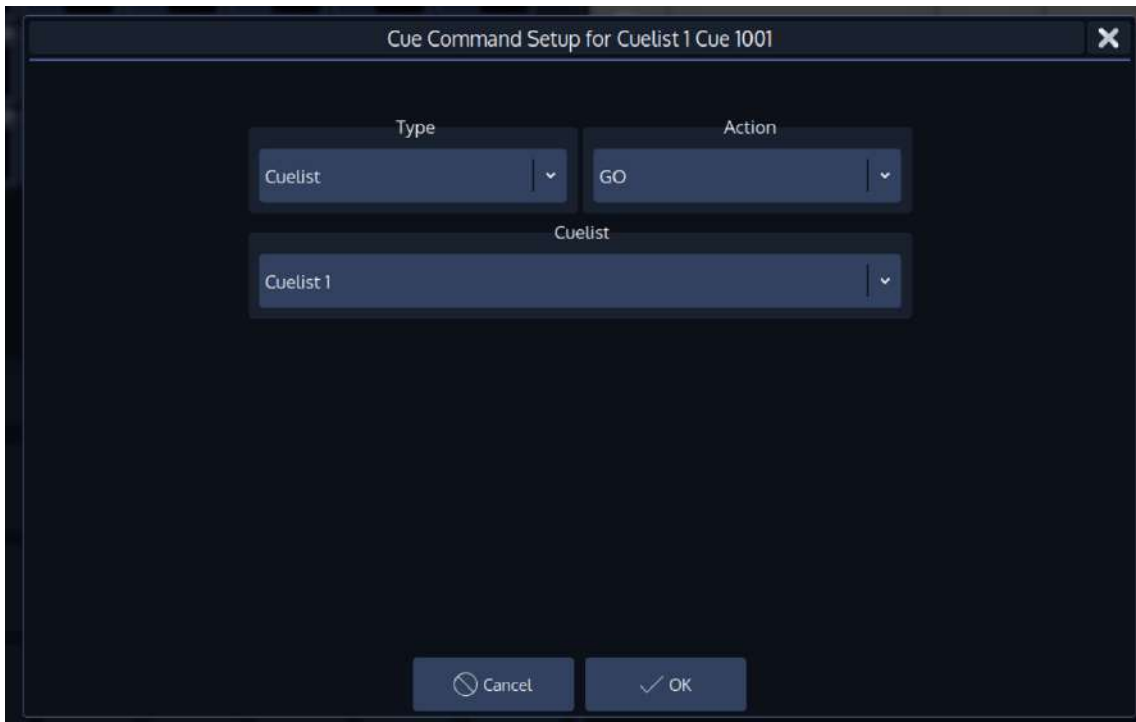 Cue Command Setup for Cuelist 1 Cue 1001
Type
Action
Cuelist
GO
Cuelist
Cuelist 1
Cancel
OK